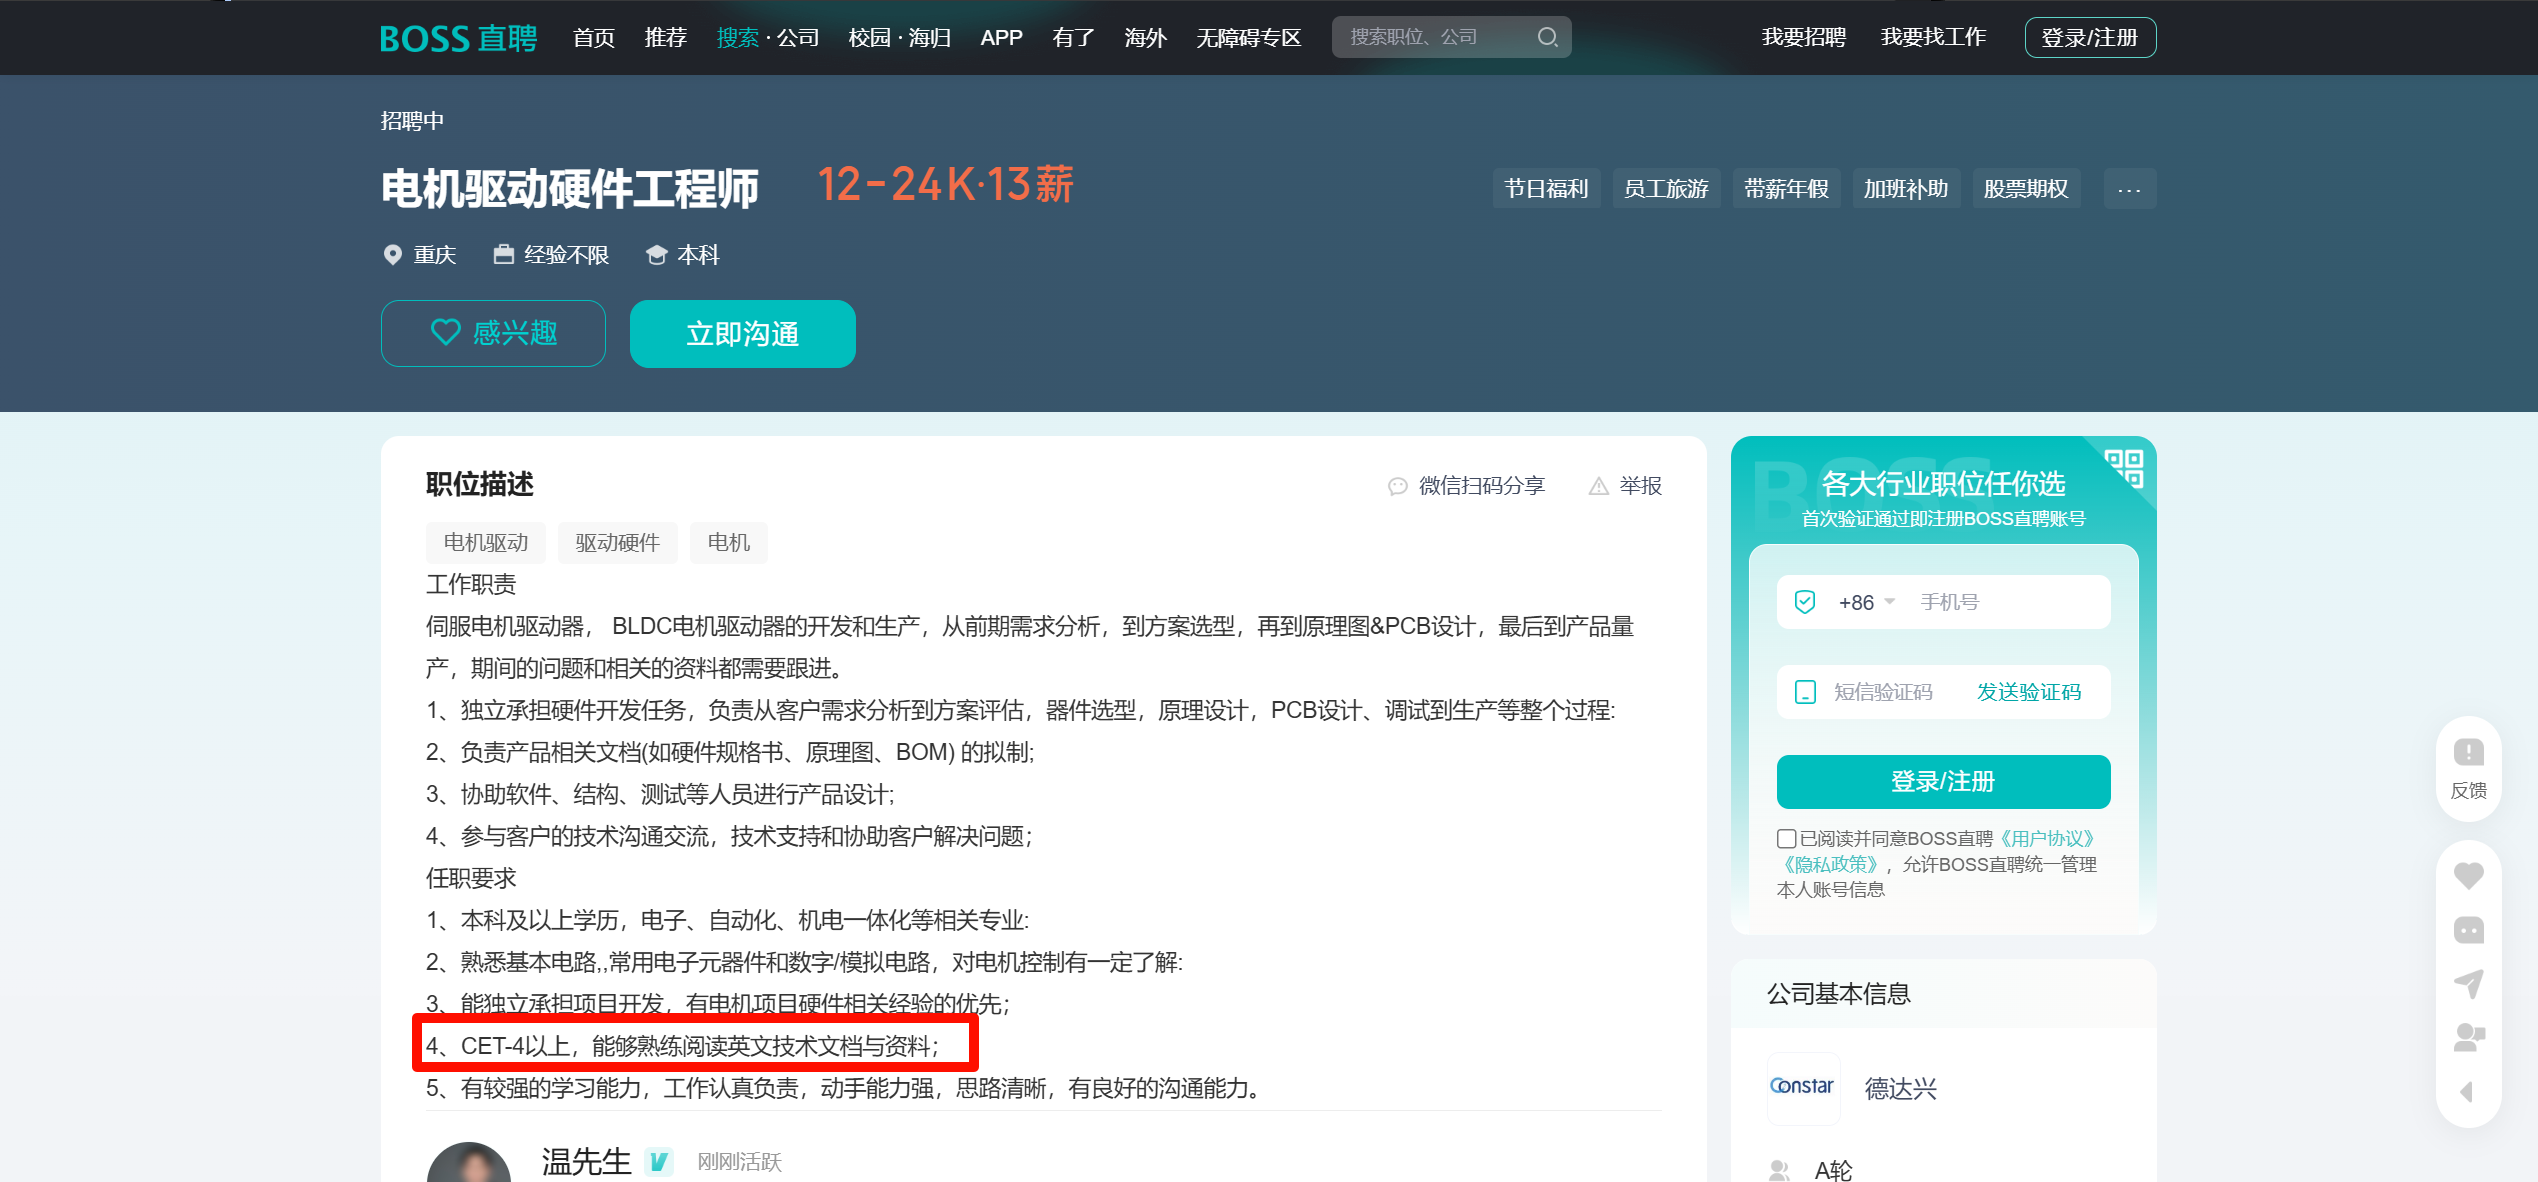 BOSS 直聘 首页 推荐 搜索 · 公司 校园 · 海归 APP 有了 海外 无障碍专区 搜索职位、公司 我要招聘 我要找工作 登录/注册
招聘中
电机驱动硬件工程师 12-24K·13薪
节日福利 员工旅游 带薪年假 加班补助 股票期权 ...
重庆 经验不限 本科
感兴趣 立即沟通
职位描述
微信扫码分享 举报
电机驱动 驱动硬件 电机
工作职责
伺服电机驱动器， BLDC电机驱动器的开发和生产，从前期需求分析，到方案选型，再到原理图&PCB设计，最后到产品量
产，期间的问题和相关的资料都需要跟进。
1、独立承担硬件开发任务，负责从客户需求分析到方案评估，器件选型，原理设计，PCB设计、调试到生产等整个过程:
2、负责产品相关文档(如硬件规格书、原理图、BOM) 的拟制;
3、协助软件、结构、测试等人员进行产品设计;
4、参与客户的技术沟通交流，技术支持和协助客户解决问题；
任职要求
1、本科及以上学历，电子、自动化、机电一体化等相关专业:
2、熟悉基本电路,,常用电子元器件和数字/模拟电路，对电机控制有一定了解:
3、能独立承担项目开发，有电机项目硬件相关经验的优先；
4、CET-4以上，能够熟练阅读英文技术文档与资料；
5、有较强的学习能力，工作认真负责，动手能力强，思路清晰，有良好的沟通能力。
温先生 刚刚活跃
BOSS
各大行业职位任你选
首次验证通过即注册BOSS直聘账号
+86 手机号
短信验证码 发送验证码
登录/注册
已阅读并同意BOSS直聘《用户协议》
《隐私政策》，允许BOSS直聘统一管理
本人账号信息
公司基本信息
Constar 德达兴
A轮
反馈